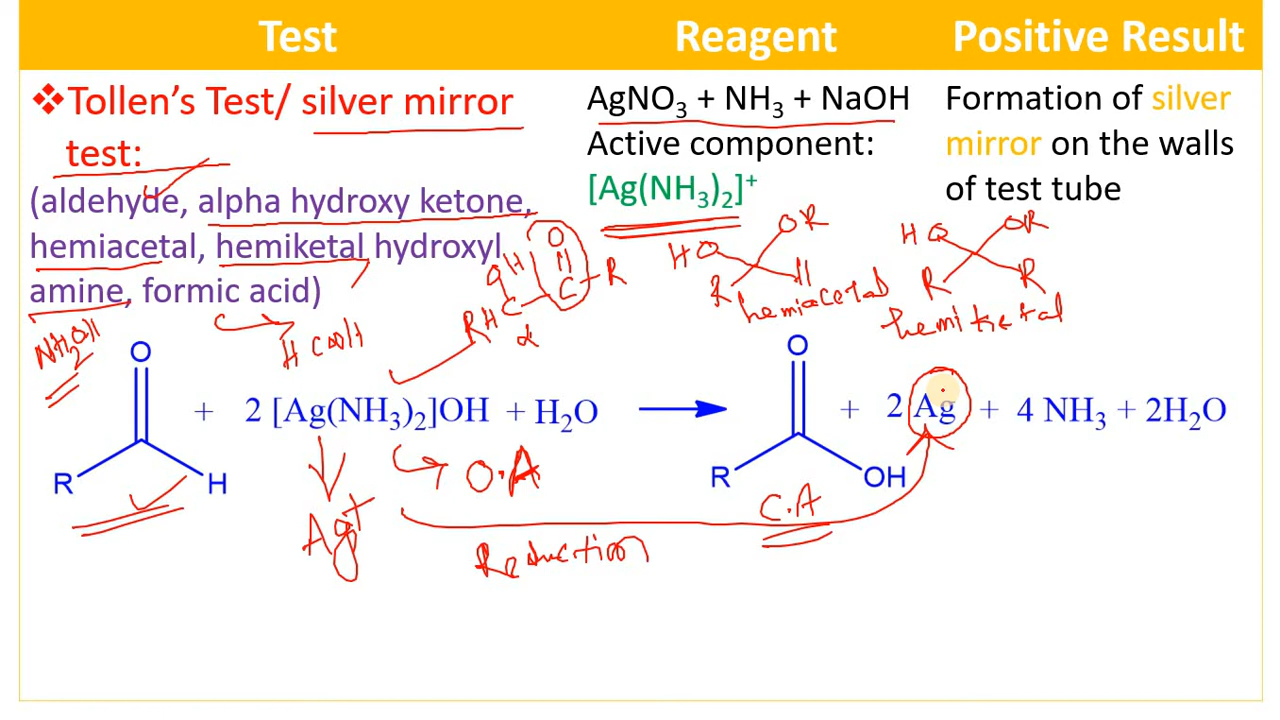 Test Reagent Positive Result
❖Tollen's Test/ silver mirror
test:
(aldehyde, alpha hydroxy ketone,
hemiacetal, hemiketal hydroxyl
amine, formic acid)
AgNO₃ + NH₃ + NaOH
Active component:
[Ag(NH₃)₂]⁺
Formation of silver
mirror on the walls
of test tube
NH₂OH
HCOOH
OH
O
RHC
C
R
α
HO
OR
R
H
hemiacetal
HO
OR
R
R
hemiketal
O
R
H
+ 2 [Ag(NH₃)₂]OH + H₂O
O
R
OH
+ 2 Ag + 4 NH₃ + 2H₂O
Ag⁺
O.A
C.A
Reduction